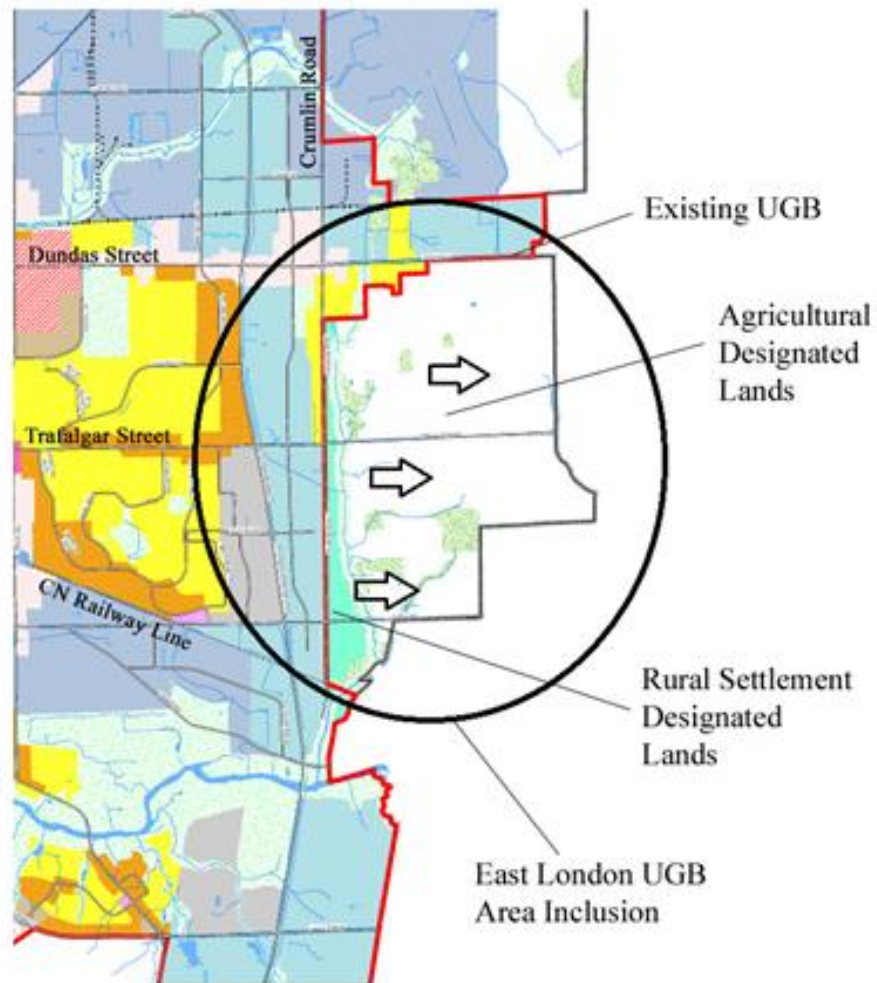 Crumlin Road
Existing UGB
Dundas Street
Agricultural
Designated
Lands
Trafalgar Street
CN Railway Line
Rural Settlement
Designated
Lands
East London UGB
Area Inclusion